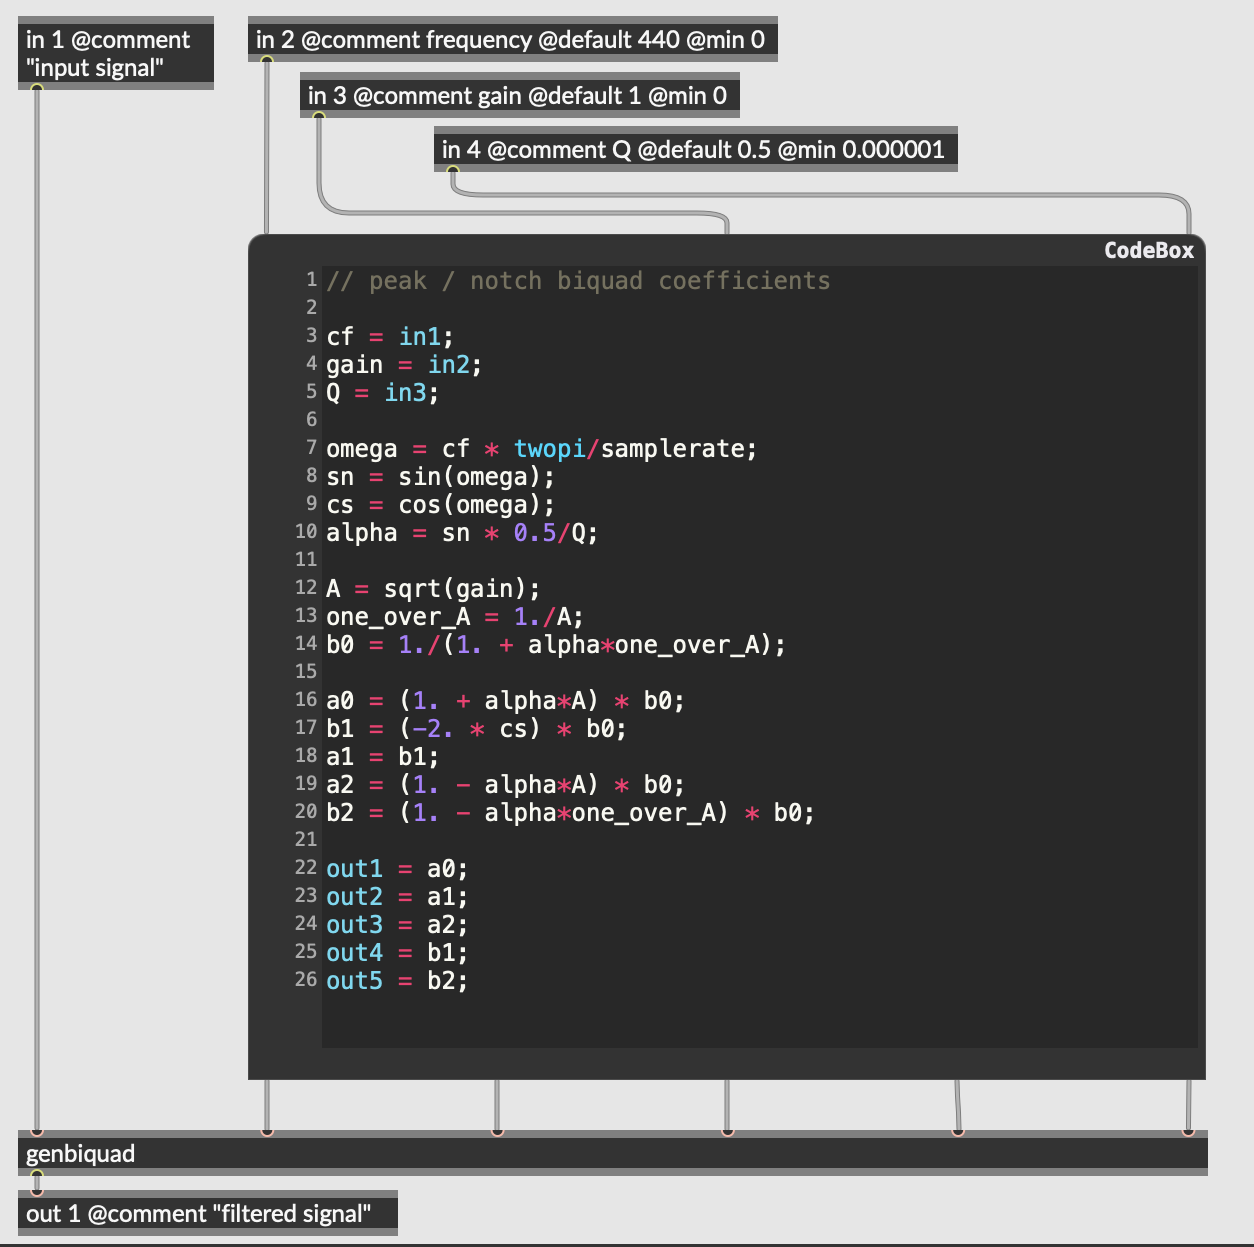 in 1 @comment
"input signal"
in 2 @comment frequency @default 440 @min 0
in 3 @comment gain @default 1 @min 0
in 4 @comment Q @default 0.5 @min 0.000001
CodeBox
1 // peak / notch biquad coefficients
2
3 cf = in1;
4 gain = in2;
5 Q = in3;
6
7 omega = cf * twopi/samplerate;
8 sn = sin(omega);
9 cs = cos(omega);
10 alpha = sn * 0.5/Q;
11
12 A = sqrt(gain);
13 one_over_A = 1./A;
14 b0 = 1./(1. + alpha*one_over_A);
15
16 a0 = (1. + alpha*A) * b0;
17 b1 = (-2. * cs) * b0;
18 a1 = b1;
19 a2 = (1. - alpha*A) * b0;
20 b2 = (1. - alpha*one_over_A) * b0;
21
22 out1 = a0;
23 out2 = a1;
24 out3 = a2;
25 out4 = b1;
26 out5 = b2;
genbiquad
out 1 @comment "filtered signal"